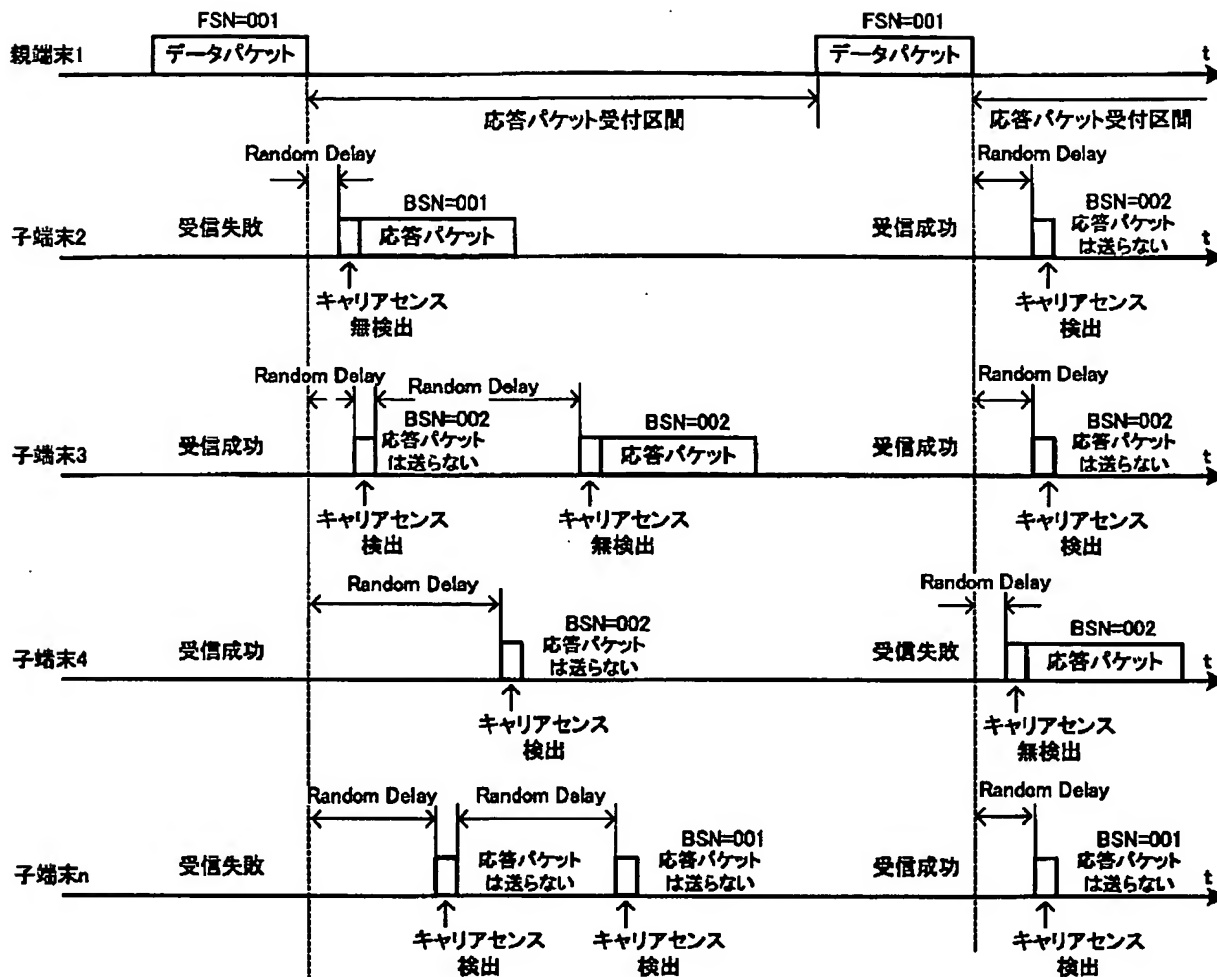 FSN=001
FSN=001
親端末1
データパケット
データパケット
t
応答パケット受付区間
応答パケット受付区間
Random Delay
Random Delay
BSN=001
BSN=002
子端末2
受信失敗
応答パケット
受信成功
応答パケット
は送らない
t
キャリアセンス
無検出
キャリアセンス
検出
Random Delay
Random Delay
Random Delay
BSN=002
BSN=002
BSN=002
子端末3
受信成功
応答パケット
は送らない
応答パケット
受信成功
応答パケット
は送らない
t
キャリアセンス
検出
キャリアセンス
無検出
キャリアセンス
検出
Random Delay
Random Delay
BSN=002
BSN=002
子端末4
受信成功
応答パケット
は送らない
受信失敗
応答パケット
t
キャリアセンス
検出
キャリアセンス
無検出
Random Delay
Random Delay
Random Delay
BSN=001
BSN=001
子端末n
受信失敗
応答パケット
は送らない
応答パケット
は送らない
受信成功
応答パケット
は送らない
t
キャリアセンス
検出
キャリアセンス
検出
キャリアセンス
検出